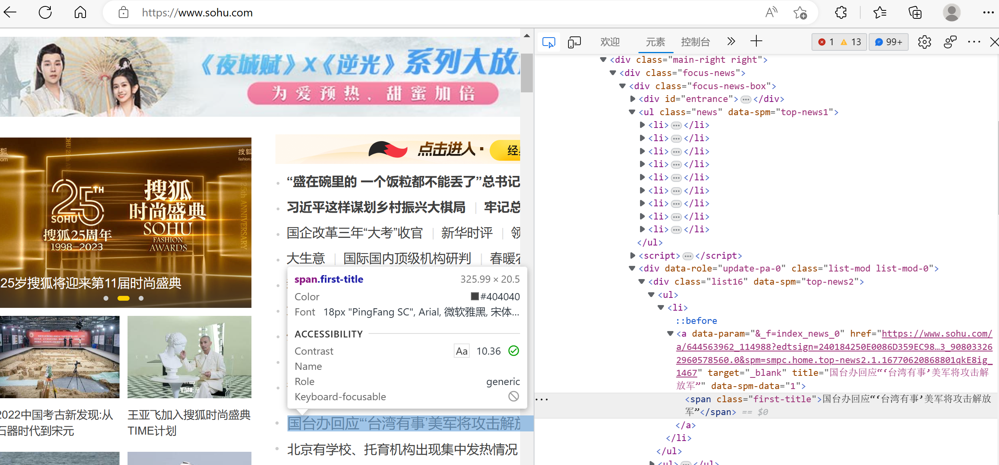 https://www.sohu.com
《夜城赋》x《逆光》系列大放
为爱预热，甜蜜加倍
点击进入·
搜狐
fashion.s
25TH
SOHU
搜狐25周年
1998–2023
搜狐
时尚盛典
SOHU
FASHION
AWARDS
25岁搜狐将迎来第11届时尚盛典
TIME
2022中国考古新发现:从
石器时代到宋元
王亚飞加入搜狐时尚盛典
TIME计划
“盛在碗里的 一个饭粒都不能丢了”总书记
习近平这样谋划乡村振兴大棋局 | 牢记总
国企改革三年“大考”收官 | 新华时评 | 领
大生意 | 国际国内顶级机构研判 | 春暖
span.first-title 325.99 × 20.5
Color #404040
Font 18px "PingFang SC", Arial, 微软雅黑, 宋体...
ACCESSIBILITY
Contrast Aa 10.36
Name
Role generic
Keyboard-focusable
国台办回应“‘台湾有事’美军将攻击解放
北京有学校、托育机构出现集中发热情况
欢迎 元素 控制台 1 13 99+
<div class="main-right right">
<div class="focus-news">
<div class="focus-news-box">
<div id="entrance">…</div>
<ul class="news" data-spm="top-news1">
<li>…</li>
<li>…</li>
<li>…</li>
<li>…</li>
<li>…</li>
<li>…</li>
<li>…</li>
<li>…</li>
<li>…</li>
</ul>
<script>…</script>
<div data-role="update-pa-0" class="list-mod list-mod-0">
<div class="list16" data-spm="top-news2">
<ul>
<li>
::before
<a data-param="&_f=index_news_0" href="https://www.sohu.com/
a/644563962_114988?edtsign=240184250E0086D359EC98…3_90803326
2960578560.0&spm=smpc.home.top-news2.1.16770620868801qkE8ig_
1467" target="_blank" title="国台办回应“‘台湾有事’美军将攻击解
放军”" data-spm-data="1">
<span class="first-title">国台办回应“‘台湾有事’美军将攻击解放
军”</span> == $0
</a>
</li>
</ul>
<ul>…</ul>